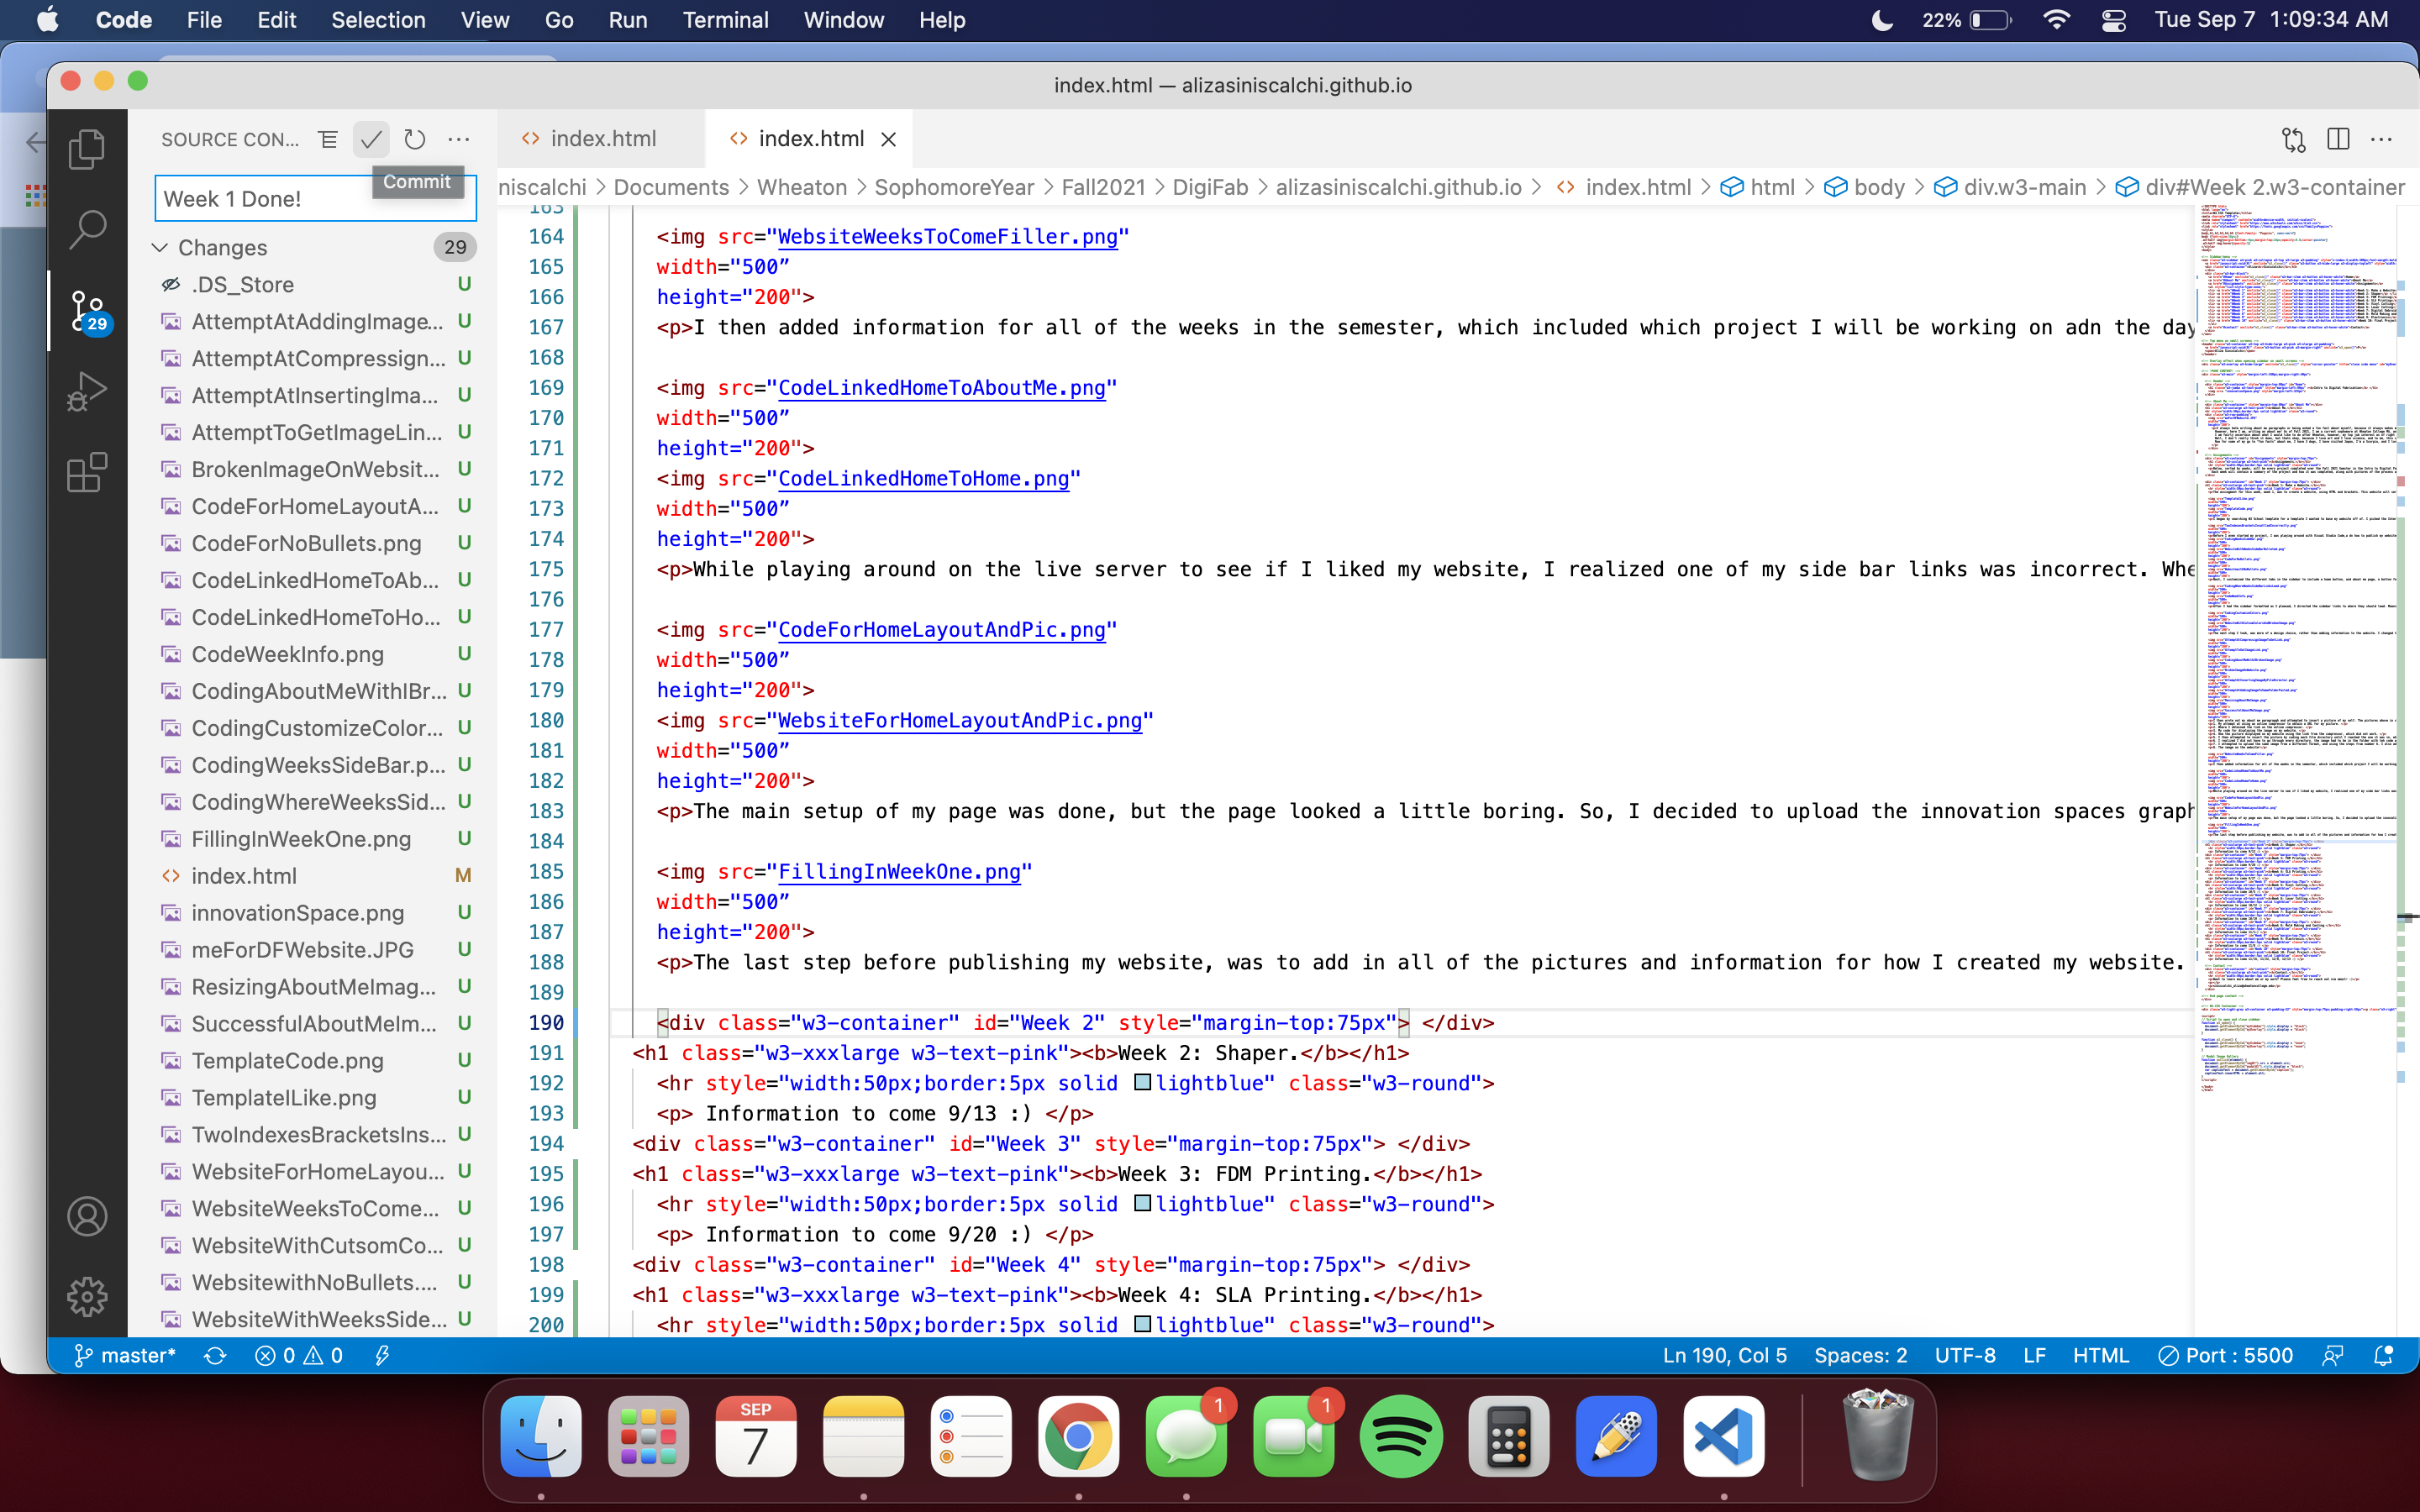 Code File Edit Selection View Go Run Terminal Window Help 22% Tue Sep 7 1:09:34 AM
index.html — alizasiniscalchi.github.io
SOURCE CON...
index.html index.html
Commit
Week 1 Done!
niscalchi > Documents > Wheaton > SophomoreYear > Fall2021 > DigiFab > alizasiniscalchi.github.io > index.html > html > body > div.w3-main > div#Week 2.w3-container
Changes 29
29
.DS_Store U
AttemptAtAddingImage... U
AttemptAtCompressign... U
AttemptAtInsertingIma... U
AttemptToGetImageLin... U
BrokenImageOnWebsit... U
CodeForHomeLayoutA... U
CodeForNoBullets.png U
CodeLinkedHomeToAb... U
CodeLinkedHomeToHo... U
CodeWeekInfo.png U
CodingAboutMeWithIBr... U
CodingCustomizeColor... U
CodingWeeksSideBar.p... U
CodingWhereWeeksSid... U
FillingInWeekOne.png U
index.html M
innovationSpace.png U
meForDFWebsite.JPG U
ResizingAboutMeImag... U
SuccessfulAboutMeIm... U
TemplateCode.png U
TemplateILike.png U
TwoIndexesBracketsIns... U
WebsiteForHomeLayou... U
WebsiteWeeksToCome... U
WebsiteWithCutsomCo... U
WebsitewithNoBullets.... U
WebsiteWithWeeksSide... U
163
164 <img src="WebsiteWeeksToComeFiller.png"
165 width="500”
166 height="200">
167 <p>I then added information for all of the weeks in the semester, which included which project I will be working on adn the day
168
169 <img src="CodeLinkedHomeToAboutMe.png"
170 width="500”
171 height="200">
172 <img src="CodeLinkedHomeToHome.png"
173 width="500”
174 height="200">
175 <p>While playing around on the live server to see if I liked my website, I realized one of my side bar links was incorrect. Whe
176
177 <img src="CodeForHomeLayoutAndPic.png"
178 width="500”
179 height="200">
180 <img src="WebsiteForHomeLayoutAndPic.png"
181 width="500”
182 height="200">
183 <p>The main setup of my page was done, but the page looked a little boring. So, I decided to upload the innovation spaces graph
184
185 <img src="FillingInWeekOne.png"
186 width="500”
187 height="200">
188 <p>The last step before publishing my website, was to add in all of the pictures and information for how I created my website.
189
190 <div class="w3-container" id="Week 2" style="margin-top:75px"> </div>
191 <h1 class="w3-xxxlarge w3-text-pink"><b>Week 2: Shaper.</b></h1>
192 <hr style="width:50px;border:5px solid lightblue" class="w3-round">
193 <p> Information to come 9/13 :) </p>
194 <div class="w3-container" id="Week 3" style="margin-top:75px"> </div>
195 <h1 class="w3-xxxlarge w3-text-pink"><b>Week 3: FDM Printing.</b></h1>
196 <hr style="width:50px;border:5px solid lightblue" class="w3-round">
197 <p> Information to come 9/20 :) </p>
198 <div class="w3-container" id="Week 4" style="margin-top:75px"> </div>
199 <h1 class="w3-xxxlarge w3-text-pink"><b>Week 4: SLA Printing.</b></h1>
200 <hr style="width:50px;border:5px solid lightblue" class="w3-round">
master* 0 0 Ln 190, Col 5 Spaces: 2 UTF-8 LF HTML Port : 5500
SEP
7
1
1